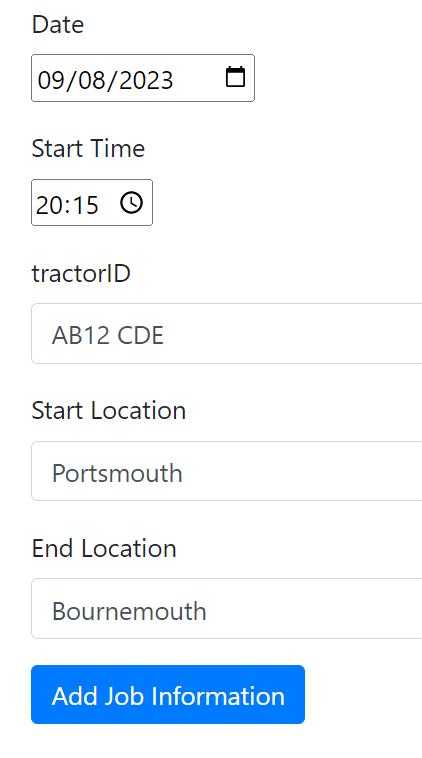 Date
09/08/2023
Start Time
20:15
tractorID
AB12 CDE
Start Location
Portsmouth
End Location
Bournemouth
Add Job Information